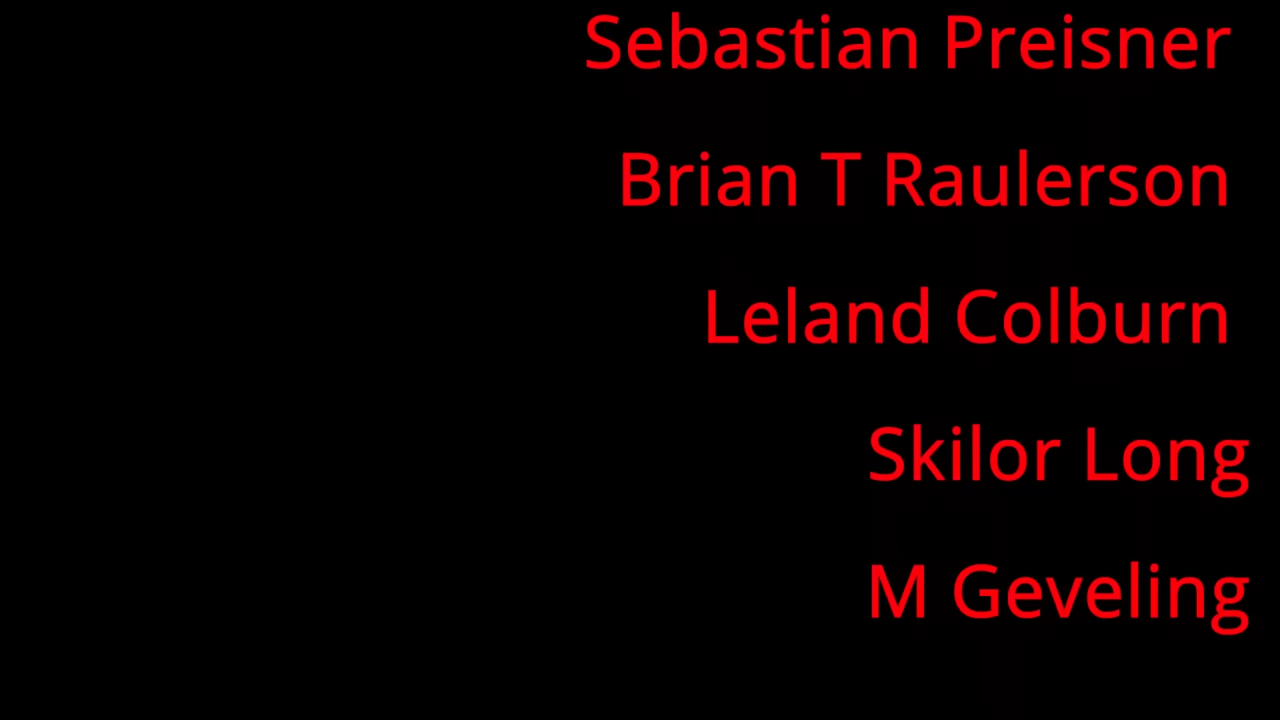 Sebastian Preisner
Brian T Raulerson
Leland Colburn
Skilor Long
M Geveling